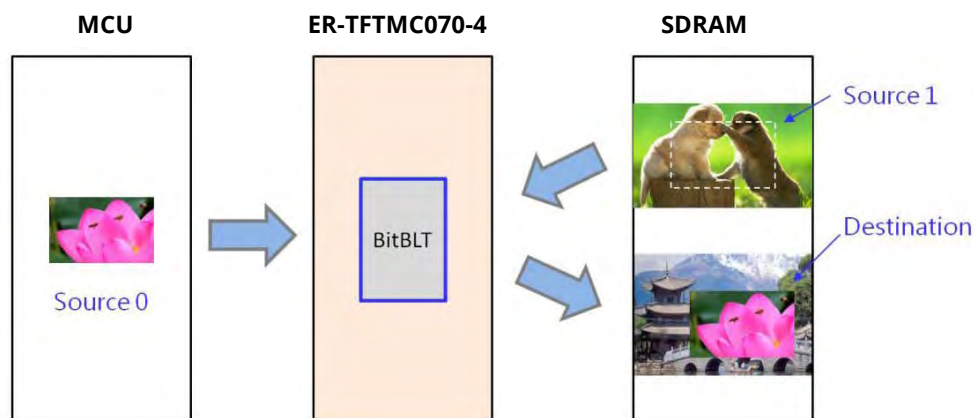 MCU
ER-TFTMC070-4
SDRAM
Source 1
BitBLT
Destination
Source 0